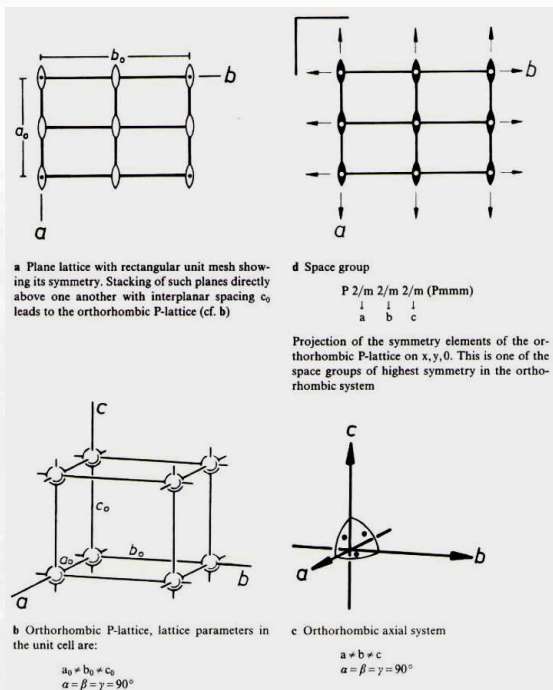 b₀
b
a₀
a
a Plane lattice with rectangular unit mesh show-
ing its symmetry. Stacking of such planes directly
above one another with interplanar spacing c₀
leads to the orthorhombic P-lattice (cf. b)
b
a
d Space group
P 2/m 2/m 2/m (Pmmm)
↓ ↓ ↓
a b c
Projection of the symmetry elements of the or-
thorhombic P-lattice on x, y, 0. This is one of the
space groups of highest symmetry in the ortho-
rhombic system
c
c₀
a₀
b₀
b
a
b Orthorhombic P-lattice, lattice parameters in
the unit cell are:
a₀ ≠ b₀ ≠ c₀
α = β = γ = 90°
c
b
a
c Orthorhombic axial system
a ≠ b ≠ c
α = β = γ = 90°